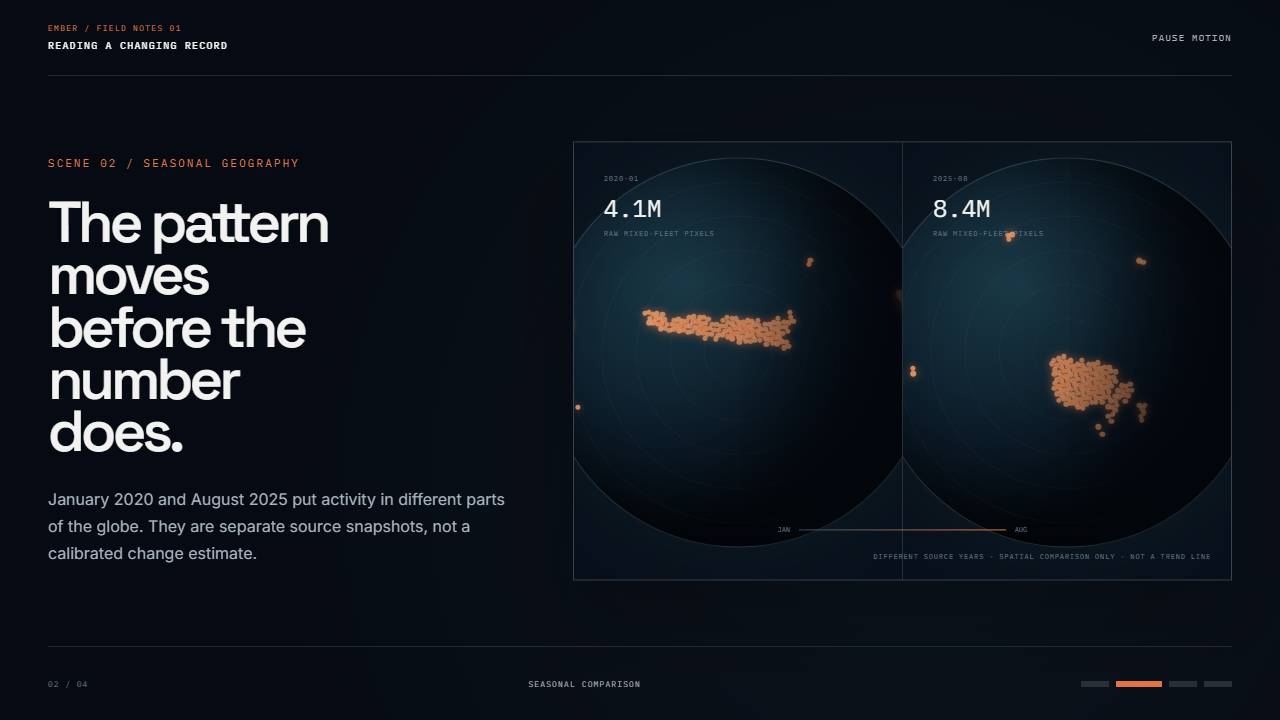 EMBER / FIELD NOTES 01
READING A CHANGING RECORD
PAUSE MOTION
SCENE 02 / SEASONAL GEOGRAPHY
The pattern
moves
before the
number
does.
January 2020 and August 2025 put activity in different parts
of the globe. They are separate source snapshots, not a
calibrated change estimate.
2020-01
4.1M
RAW MIXED-FLEET PIXELS
2025-08
8.4M
RAW MIXED-FLEET PIXELS
JAN
AUG
DIFFERENT SOURCE YEARS · SPATIAL COMPARISON ONLY · NOT A TREND LINE
02 / 04
SEASONAL COMPARISON